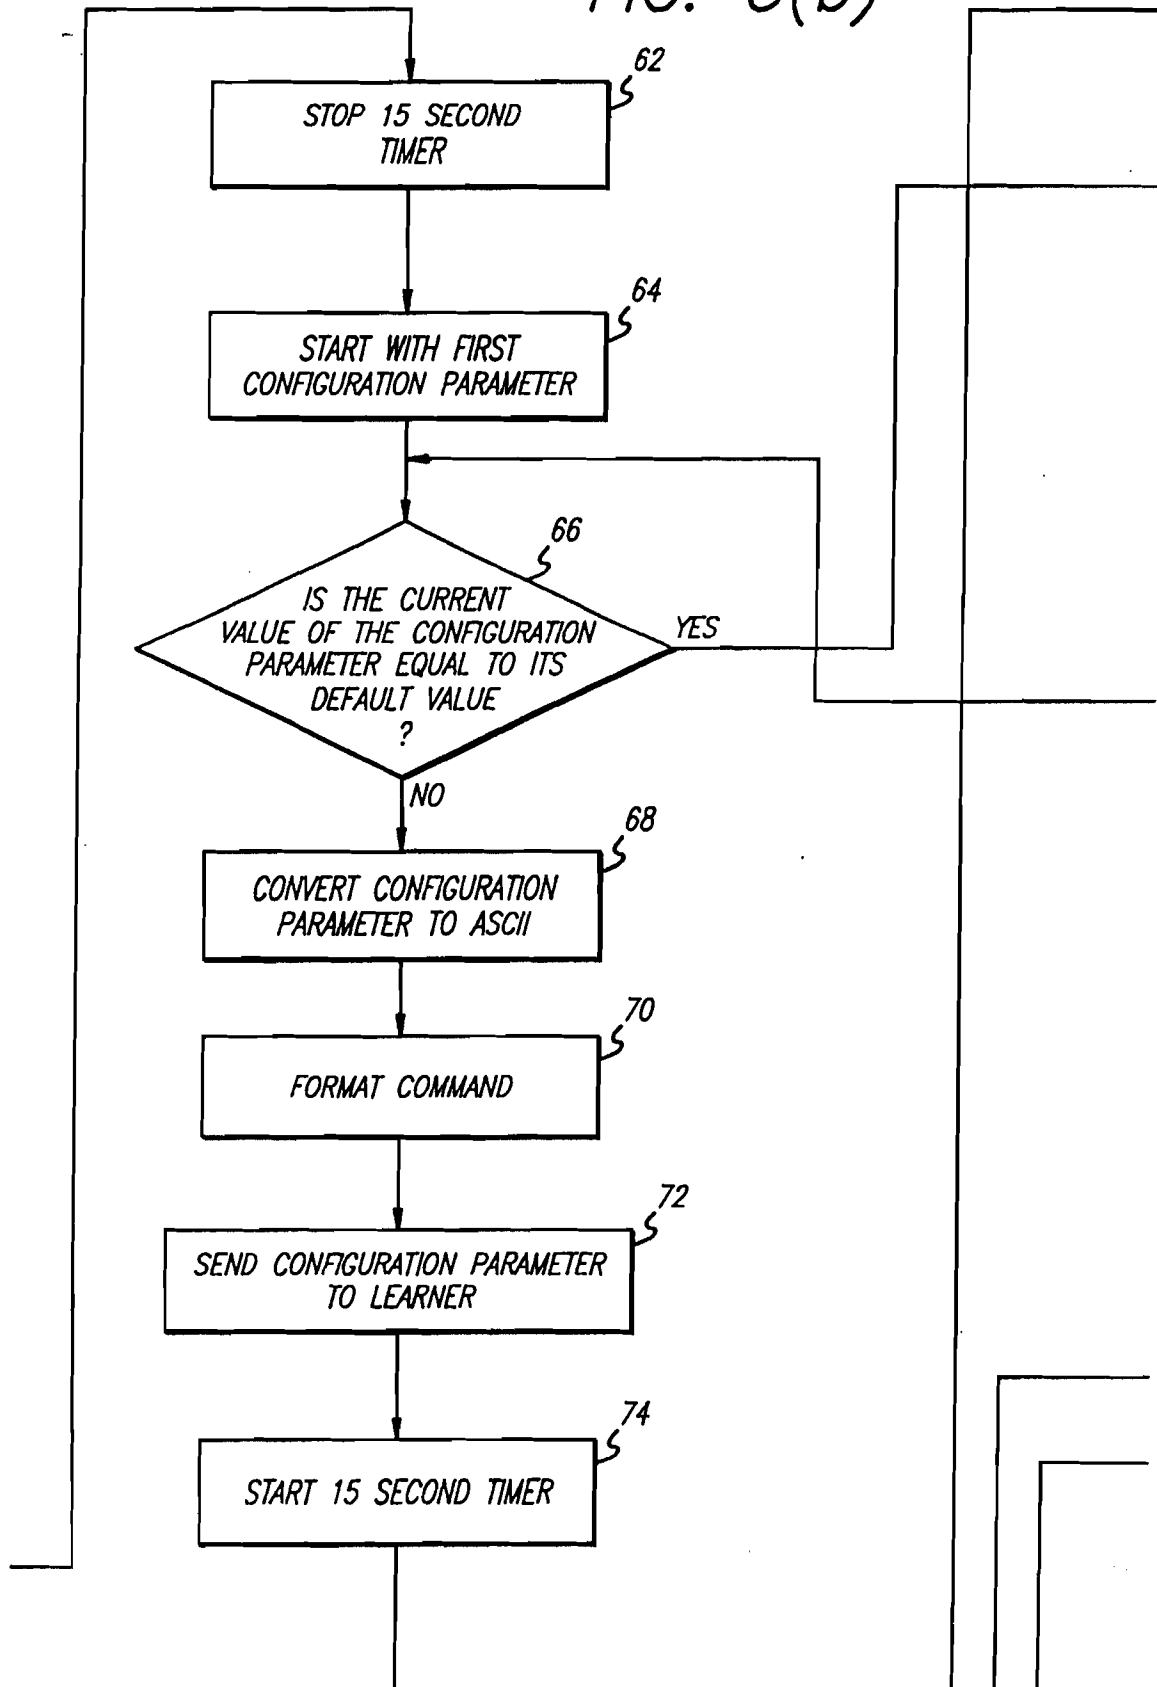 62
STOP 15 SECOND
TIMER
64
START WITH FIRST
CONFIGURATION PARAMETER
66
IS THE CURRENT
VALUE OF THE CONFIGURATION
PARAMETER EQUAL TO ITS
DEFAULT VALUE
?
YES
NO
68
CONVERT CONFIGURATION
PARAMETER TO ASCII
70
FORMAT COMMAND
72
SEND CONFIGURATION PARAMETER
TO LEARNER
74
START 15 SECOND TIMER